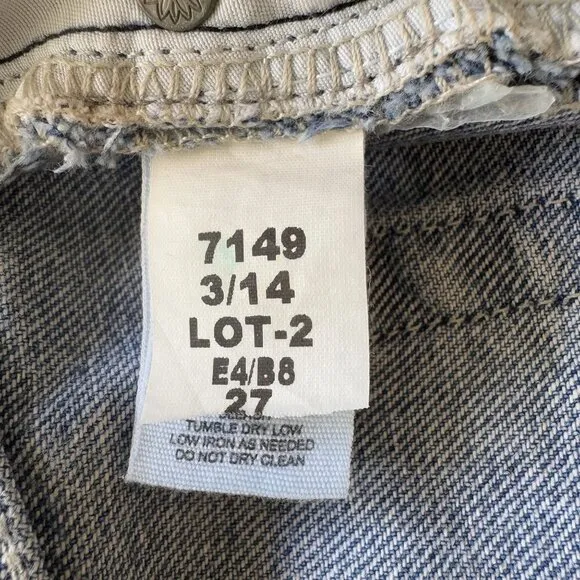 7149
3/14
LOT-2
E4/B8
27
TUMBLE DRY LOW
LOW IRON AS NEEDED
DO NOT DRY CLEAN